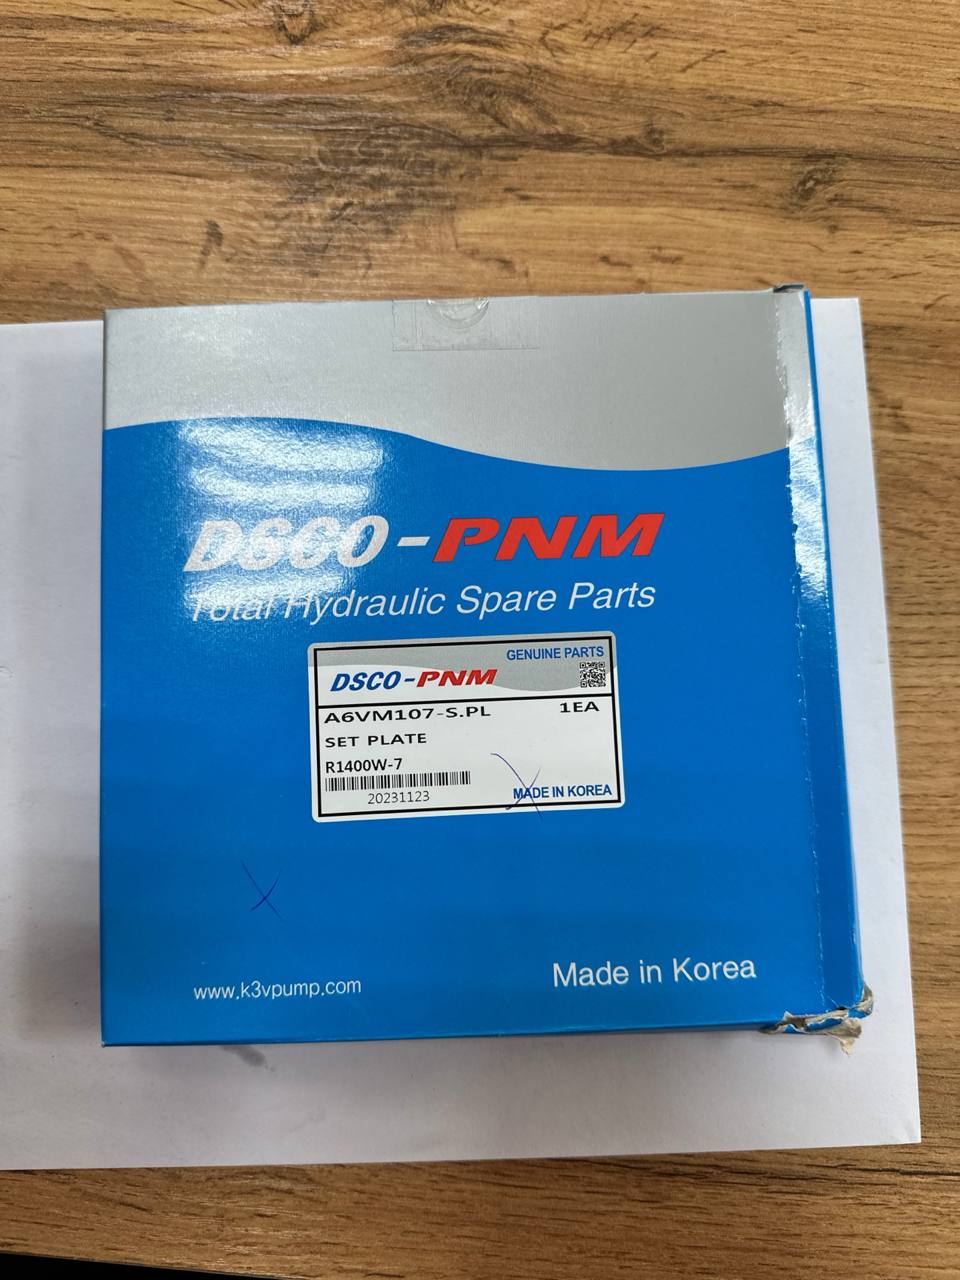 DSCO-PNM
Total Hydraulic Spare Parts
GENUINE PARTS
DSCO-PNM
A6VM107-S.PL 1EA
SET PLATE
R1400W-7
20231123
MADE IN KOREA
www.k3vpump.com
Made in Korea